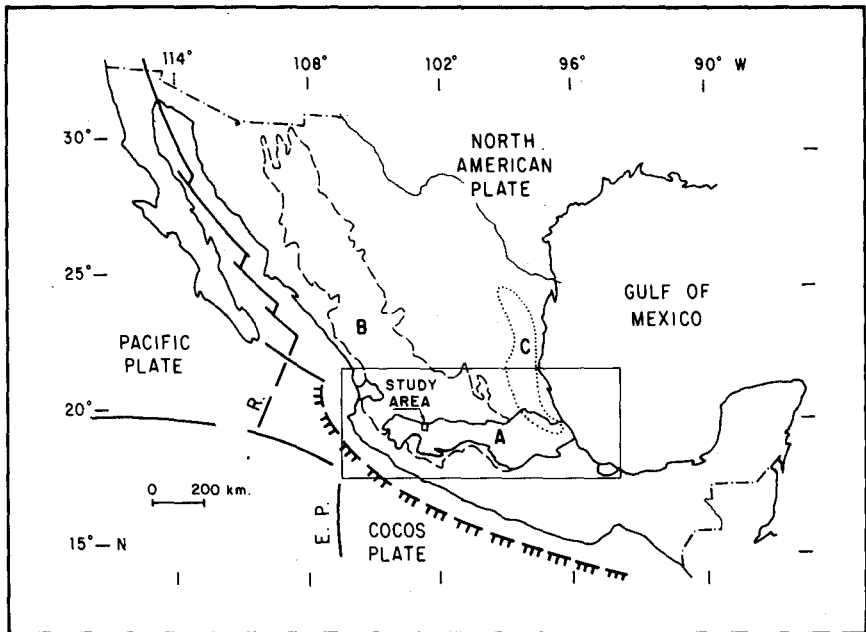 114°
108°
102°
96°
90° W
30°
NORTH
AMERICAN
PLATE
25°
GULF OF
MEXICO
B
C
PACIFIC
PLATE
R.
STUDY
AREA
20°
A
0 200 km.
E. P.
COCOS
PLATE
15° N